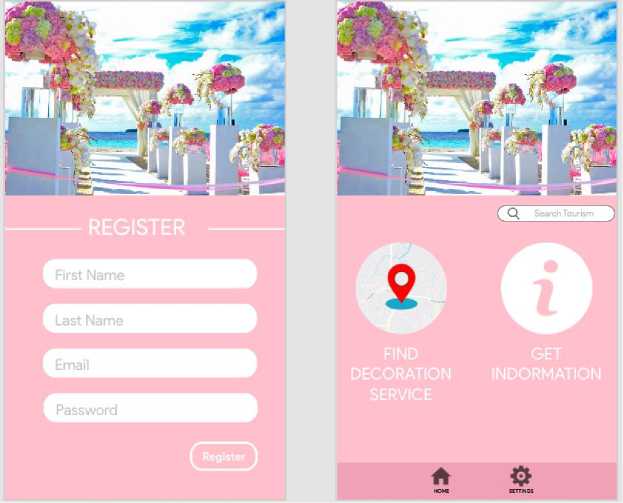 REGISTER
First Name
Last Name
Email
Password
Register
Search Tourism
FIND
DECORATION
SERVICE
GET
INDORMATION
HOME
SETTINGS